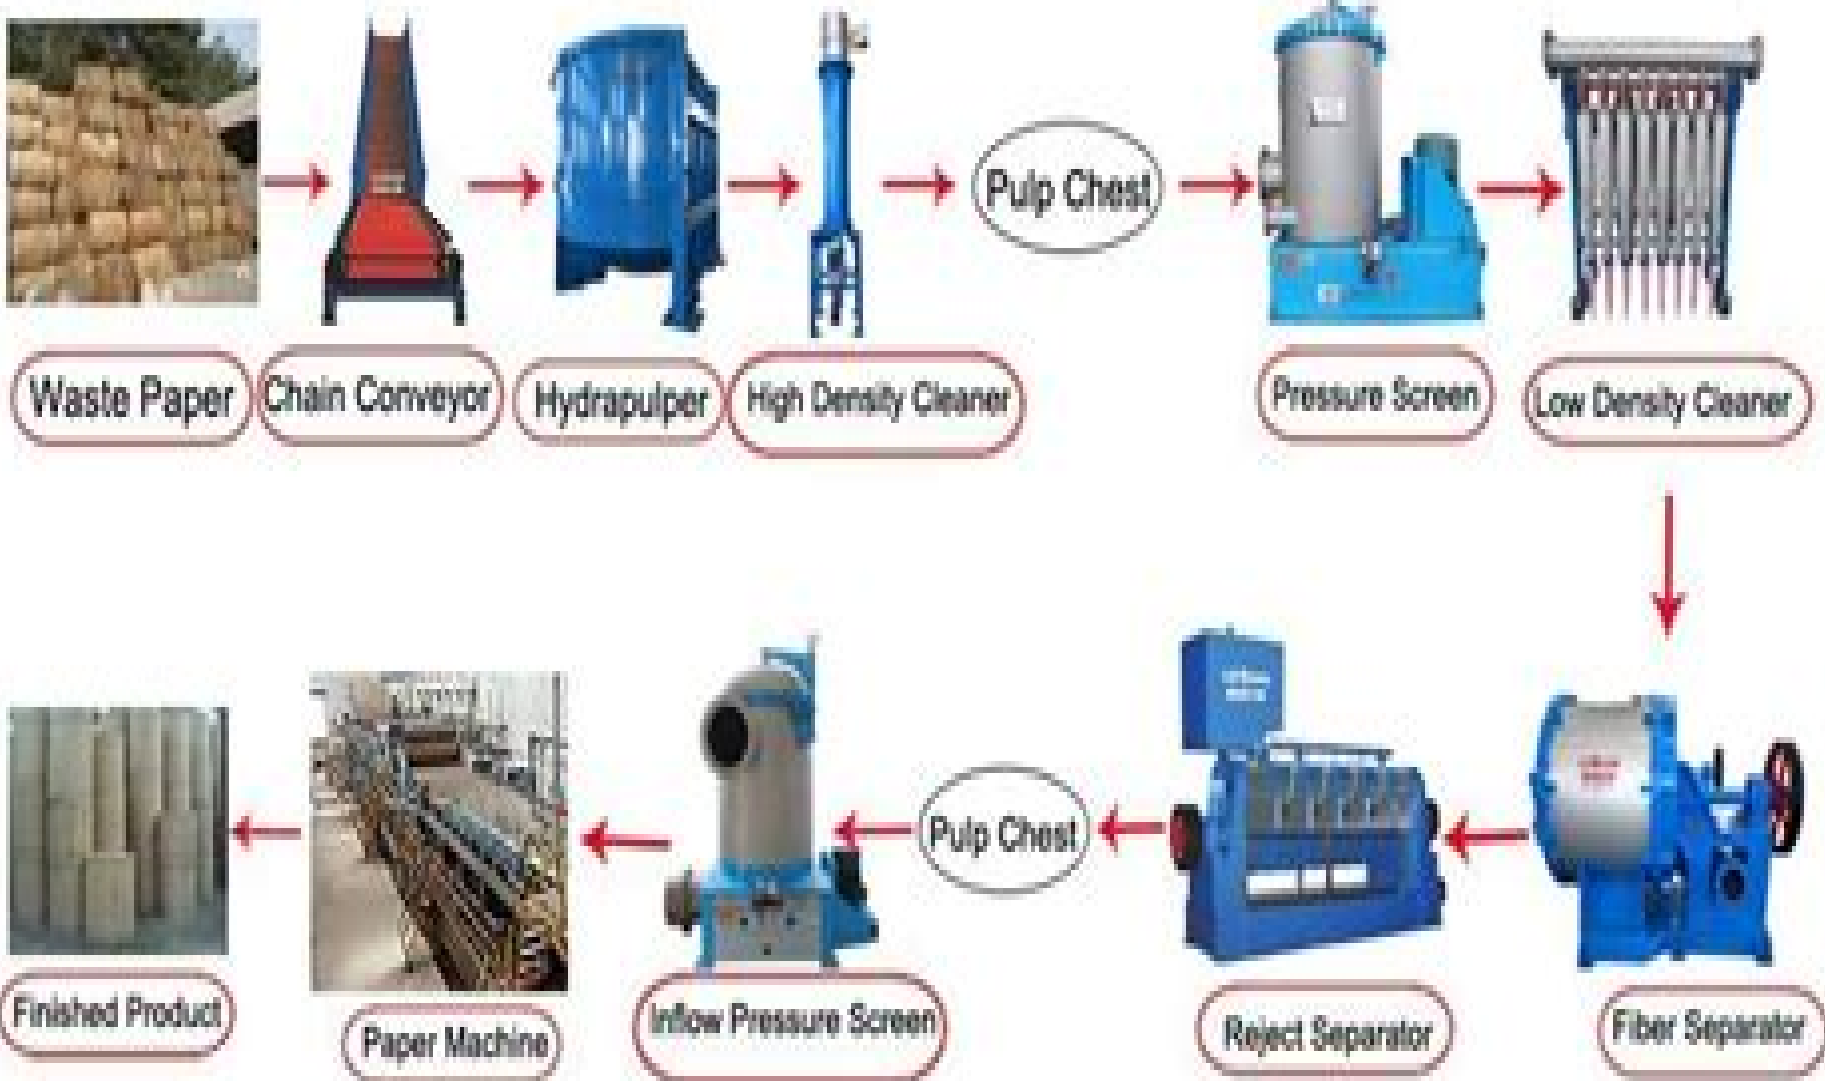 Pulp Chest
Waste Paper
Chain Conveyor
Hydrapulper
High Density Cleaner
Pressure Screen
Low Density Cleaner
Pulp Chest
Finished Product
Paper Machine
Inflow Pressure Screen
Reject Separator
Fiber Separator